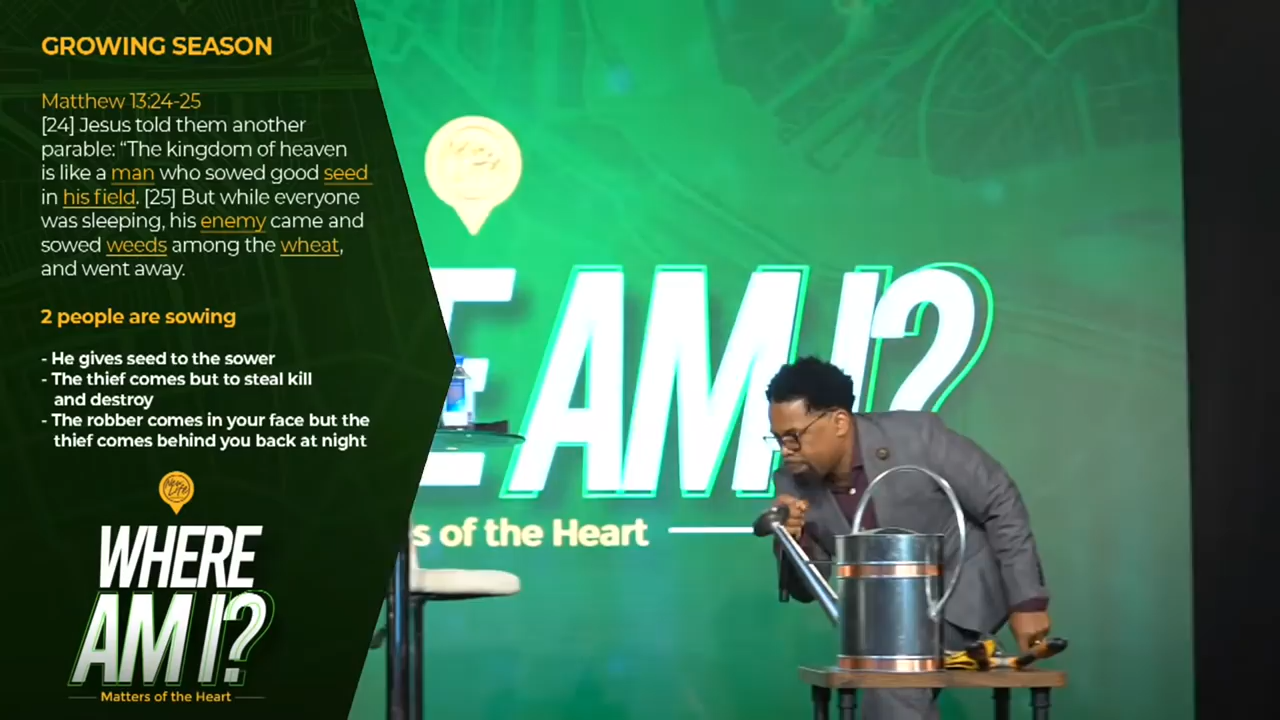 GROWING SEASON
Matthew 13:24-25
[24] Jesus told them another
parable: “The kingdom of heaven
is like a man who sowed good seed
in his field. [25] But while everyone
was sleeping, his enemy came and
sowed weeds among the wheat,
and went away.
2 people are sowing
- He gives seed to the sower
- The thief comes but to steal kill
and destroy
- The robber comes in your face but the
thief comes behind you back at night
New
Life
WHERE
AM I?
Matters of the Heart
E AM I?
s of the Heart